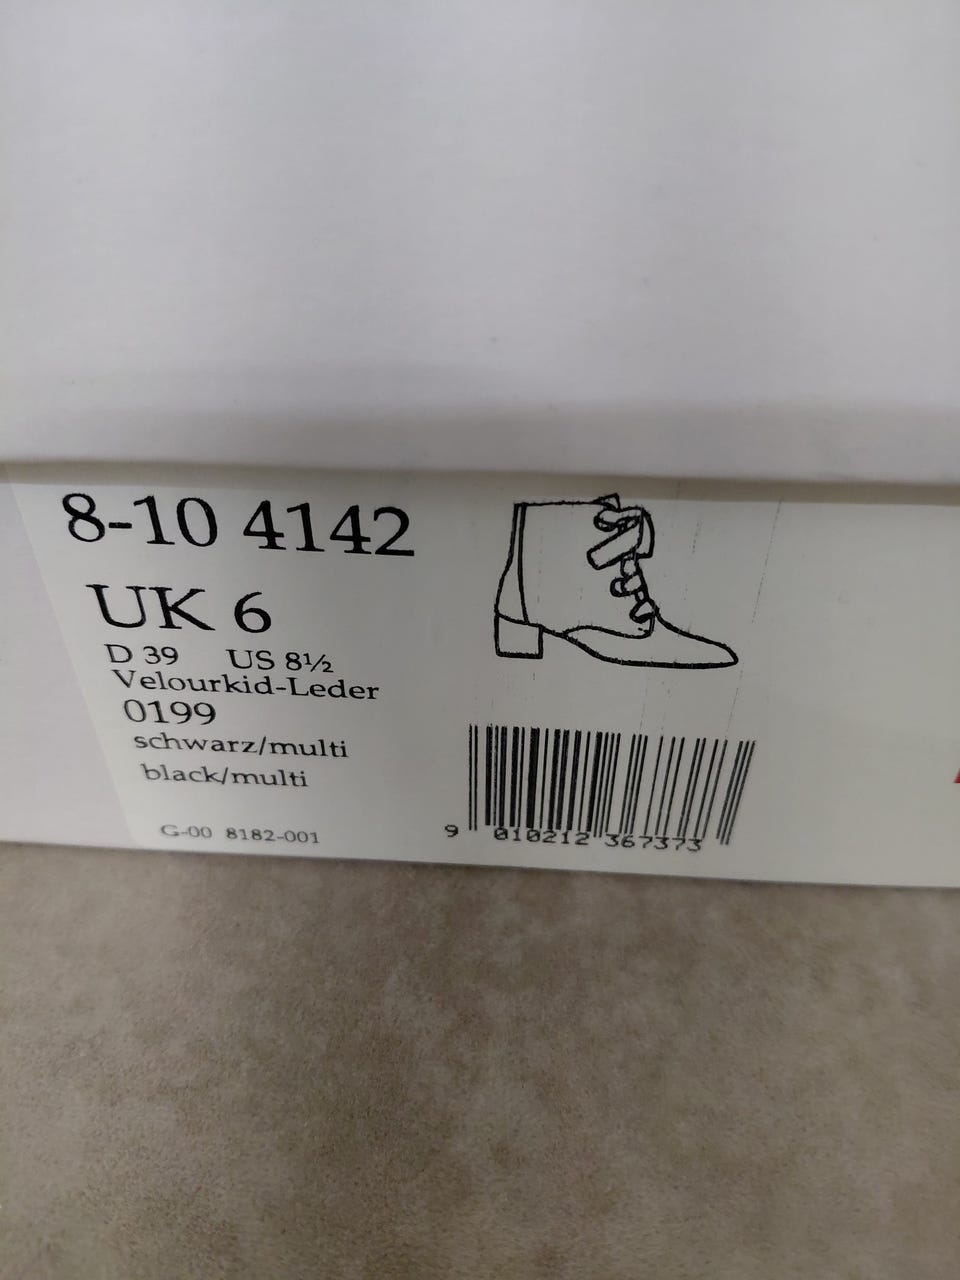 8-10 4142
UK 6
D 39 US 8½
Velourkid-Leder
0199
schwarz/multi
black/multi
G-00 8182-001
9 010212 367373